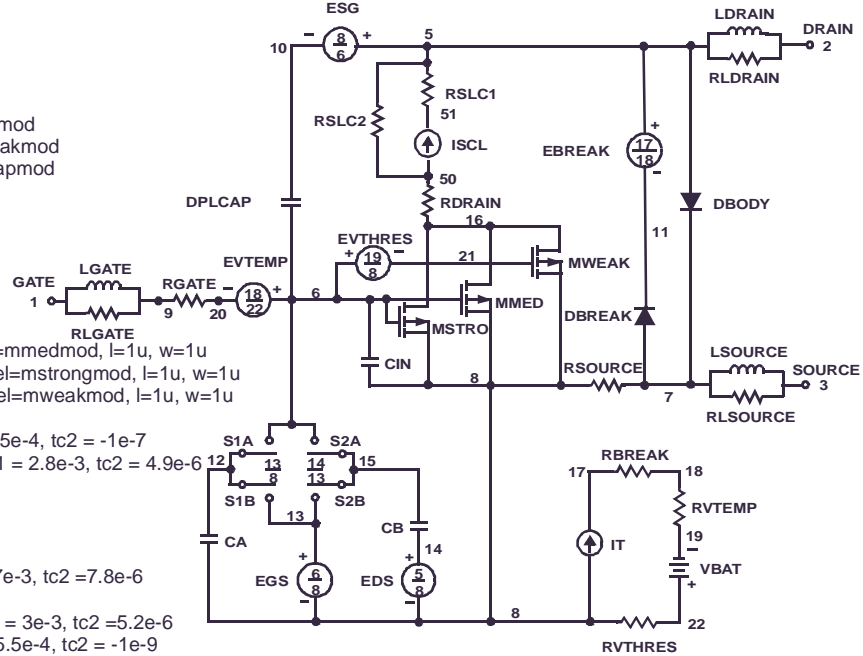 ESG
LDRAIN
DRAIN
2
10
8
6
5
RLDRAIN
RSLC1
51
RSLC2
ISCL
mod
akmod
apmod
EBREAK
17
18
50
DPLCAP
RDRAIN
DBODY
16
11
EVTHRES
19
8
21
MWEAK
GATE
1
LGATE
RGATE
EVTEMP
18
22
6
MMED
9
20
MSTRO
DBREAK
RLGATE
=mmedmod, l=1u, w=1u
el=mstrongmod, l=1u, w=1u
el=mweakmod, l=1u, w=1u
CIN
8
RSOURCE
7
LSOURCE
SOURCE
3
RLSOURCE
5e-4, tc2 = -1e-7
1 = 2.8e-3, tc2 = 4.9e-6
S1A
S2A
12
13
8
14
13
15
S1B
S2B
13
CA
CB
14
RBREAK
17
18
RVTEMP
19
IT
VBAT
7e-3, tc2 =7.8e-6
EGS
6
8
EDS
5
8
= 3e-3, tc2 =5.2e-6
5.5e-4, tc2 = -1e-9
8
22
RVTHRES